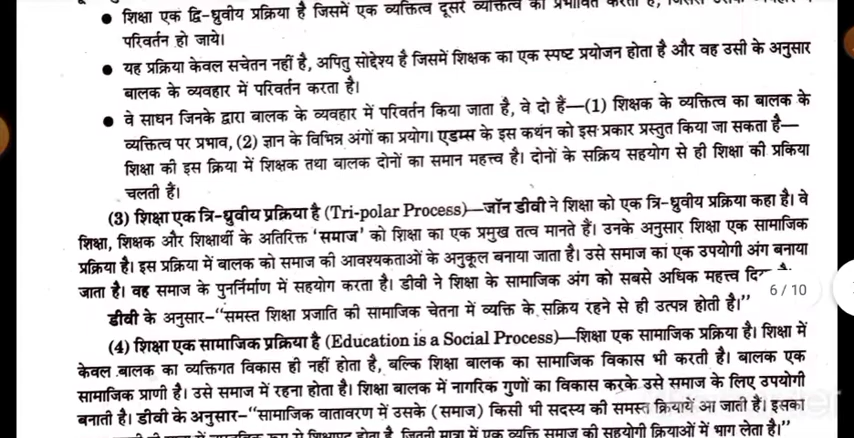 ● शिक्षा एक द्वि-ध्रुवीय प्रक्रिया है जिसमें एक व्यक्तित्व दूसरे व्यक्तित्व को प्रभावित करता है,
परिवर्तन हो जाये।
● यह प्रक्रिया केवल सचेतन नहीं है, अपितु सोद्देश्य है जिसमें शिक्षक का एक स्पष्ट प्रयोजन होता है और वह उसी के अनुसार
बालक के व्यवहार में परिवर्तन करता है।
● वे साधन जिनके द्वारा बालक के व्यवहार में परिवर्तन किया जाता है, वे दो हैं—(1) शिक्षक के व्यक्तित्व का बालक के
व्यक्तित्व पर प्रभाव, (2) ज्ञान के विभिन्न अंगों का प्रयोग। एडम्स के इस कथन को इस प्रकार प्रस्तुत किया जा सकता है—
शिक्षा की इस क्रिया में शिक्षक तथा बालक दोनों का समान महत्त्व है। दोनों के सक्रिय सहयोग से ही शिक्षा की प्रकिया
चलती हैं।
(3) शिक्षा एक त्रि-ध्रुवीय प्रक्रिया है (Tri-polar Process)—जॉन डीवी ने शिक्षा को एक त्रि-ध्रुवीय प्रक्रिया कहा है। वे
शिक्षा, शिक्षक और शिक्षार्थी के अतिरिक्त 'समाज' को शिक्षा का एक प्रमुख तत्व मानते हैं। उनके अनुसार शिक्षा एक सामाजिक
प्रक्रिया है। इस प्रक्रिया में बालक को समाज की आवश्यकताओं के अनुकूल बनाया जाता है। उसे समाज का एक उपयोगी अंग बनाया
जाता है। वह समाज के पुनर्निर्माण में सहयोग करता है। डीवी ने शिक्षा के सामाजिक अंग को सबसे अधिक महत्त्व
6 / 10
डीवी के अनुसार–"समस्त शिक्षा प्रजाति की सामाजिक चेतना में व्यक्ति के सक्रिय रहने से ही उत्पन्न होती है।"
(4) शिक्षा एक सामाजिक प्रक्रिया है (Education is a Social Process)—शिक्षा एक सामाजिक प्रक्रिया है। शिक्षा में
केवल बालक का व्यक्तिगत विकास ही नहीं होता है, बल्कि शिक्षा बालक का सामाजिक विकास भी करती है। बालक एक
सामाजिक प्राणी है। उसे समाज में रहना होता है। शिक्षा बालक में नागरिक गुणों का विकास करके उसे समाज के लिए उपयोगी
बनाती है। डीवी के अनुसार–"सामाजिक वातावरण में उसके (समाज) किसी भी सदस्य की समस्त क्रियायें आ जाती हैं। इसका
होता है, जितनी मात्रा में एक व्यक्ति समाज की सहयोगी क्रियाओं में भाग लेता है।"